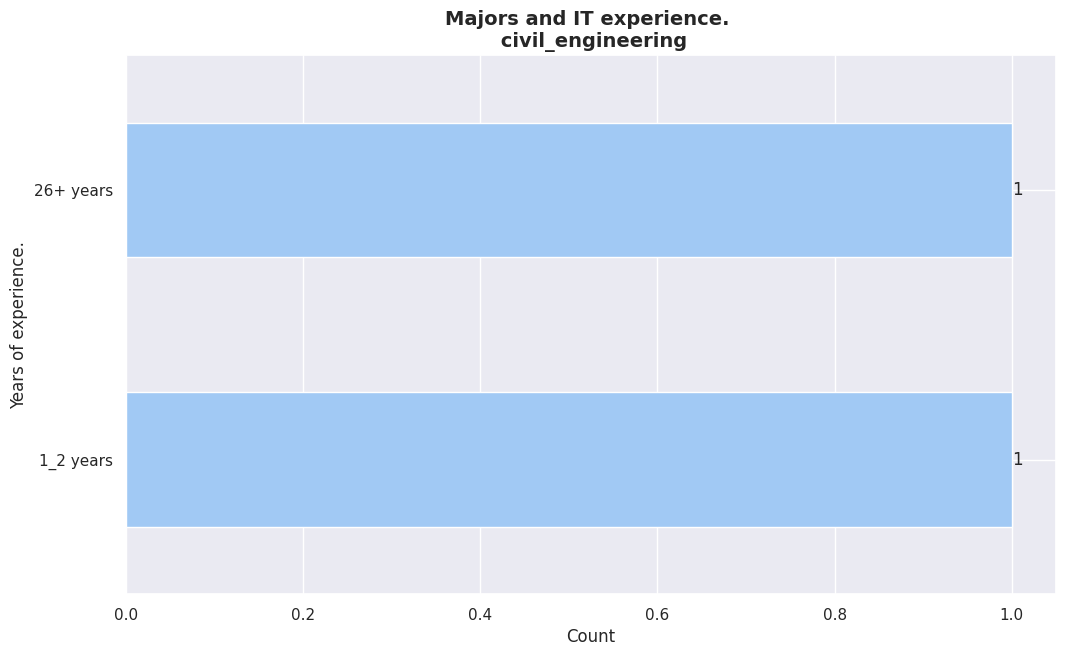 Majors and IT experience.
civil_engineering
Years of experience.
26+ years
1
1_2 years
1
0.0 0.2 0.4 0.6 0.8 1.0
Count